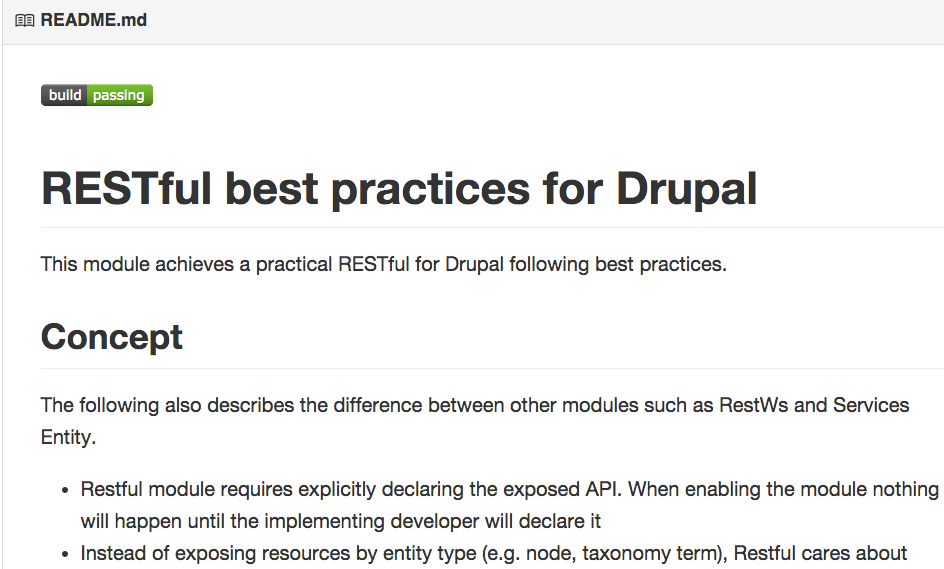 README.md
build passing
RESTful best practices for Drupal
This module achieves a practical RESTful for Drupal following best practices.
Concept
The following also describes the difference between other modules such as RestWs and Services
Entity.
• Restful module requires explicitly declaring the exposed API. When enabling the module nothing
will happen until the implementing developer will declare it
• Instead of exposing resources by entity type (e.g. node, taxonomy term), Restful cares about